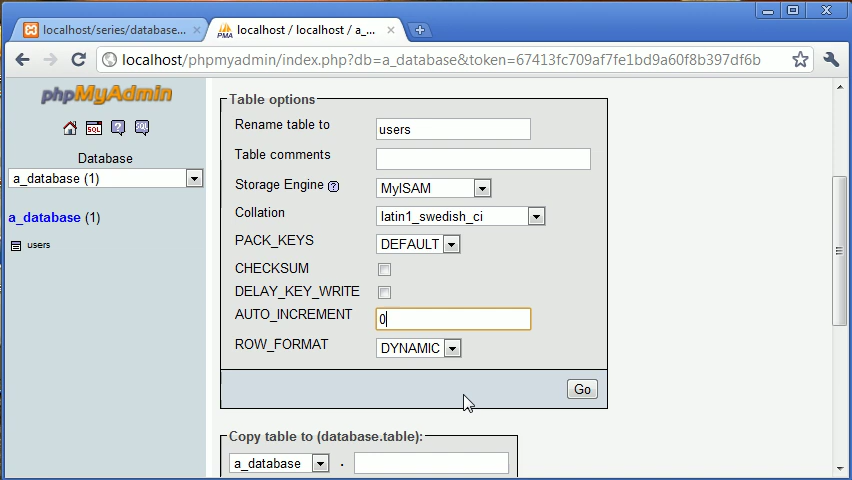 localhost/series/database...
localhost / localhost / a_...
localhost/phpmyadmin/index.php?db=a_database&token=67413fc709af7fe1bd9a60f8b397df6b
phpMyAdmin
SQL
SQL
Database
a_database (1)
a_database (1)
users
Table options
Rename table to
users
Table comments
Storage Engine
MyISAM
Collation
latin1_swedish_ci
PACK_KEYS
DEFAULT
CHECKSUM
DELAY_KEY_WRITE
AUTO_INCREMENT
0
ROW_FORMAT
DYNAMIC
Go
Copy table to (database.table):
a_database
.